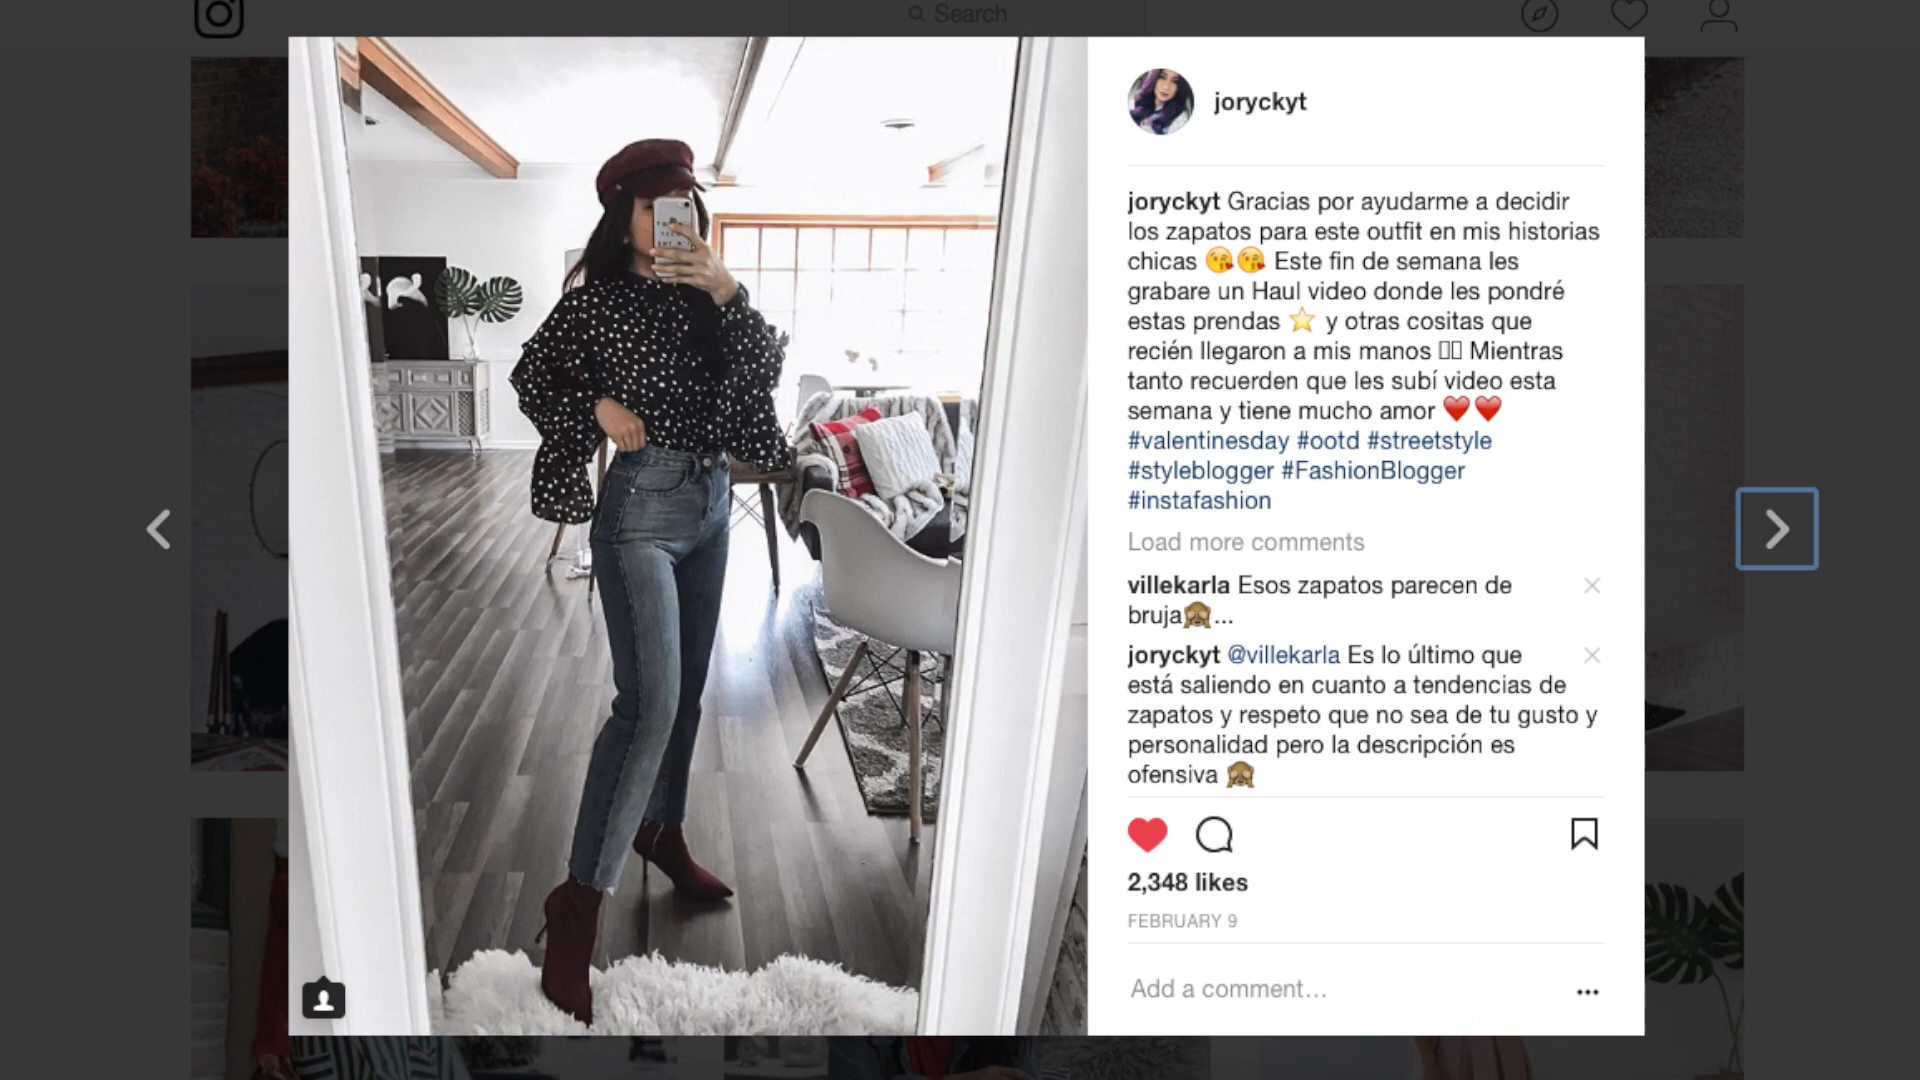 Search
joryckyt
joryckyt Gracias por ayudarme a decidir
los zapatos para este outfit en mis historias
chicas 😘😘 Este fin de semana les
grabare un Haul video donde les pondré
estas prendas ⭐ y otras cositas que
recién llegaron a mis manos ▯▯ Mientras
tanto recuerden que les subí video esta
semana y tiene mucho amor ❤️❤️
#valentinesday #ootd #streetstyle
#styleblogger #FashionBlogger
#instafashion
Load more comments
villekarla Esos zapatos parecen de
bruja🙈...
joryckyt @villekarla Es lo último que
está saliendo en cuanto a tendencias de
zapatos y respeto que no sea de tu gusto y
personalidad pero la descripción es
ofensiva 🙈
2,348 likes
FEBRUARY 9
Add a comment...